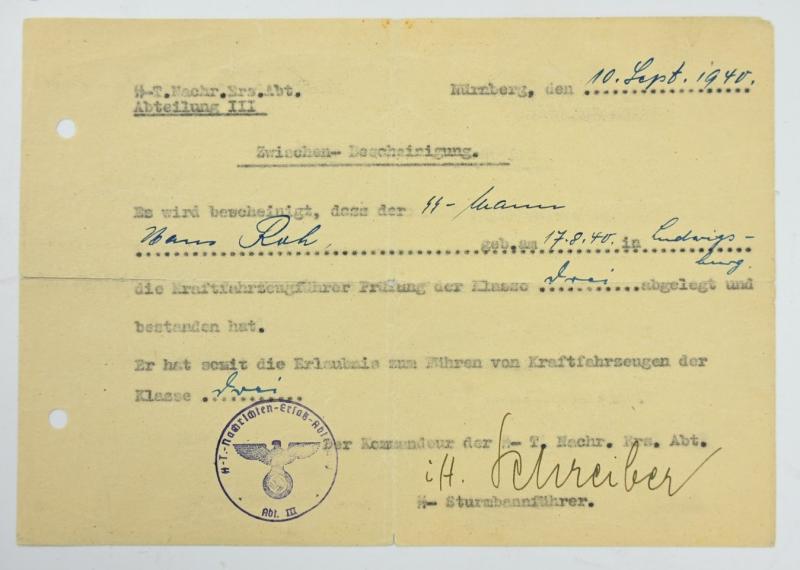 SS-T.Nachr.Ers.Abt. Nürnberg, den 10. Sept. 1940.
Abteilung III
Zwischen- Bescheinigung.
Es wird bescheinigt, dass der SS-Mann
Hans Roh, geb.am 17.8.40. in Ludwigs-
burg.
die Kraftfahrzeugführer Prüfung der Klasse drei abgelegt und
bestanden hat.
Er hat somit die Erlaubnis zum Führen von Kraftfahrzeugen der
Klasse drei
SS-T.-Nachrichten-Ersatz-Abt.
Abt. III
Der Kommandeur der SS- T. Nachr. Ers. Abt.
Schreiber
SS- Sturmbannführer.